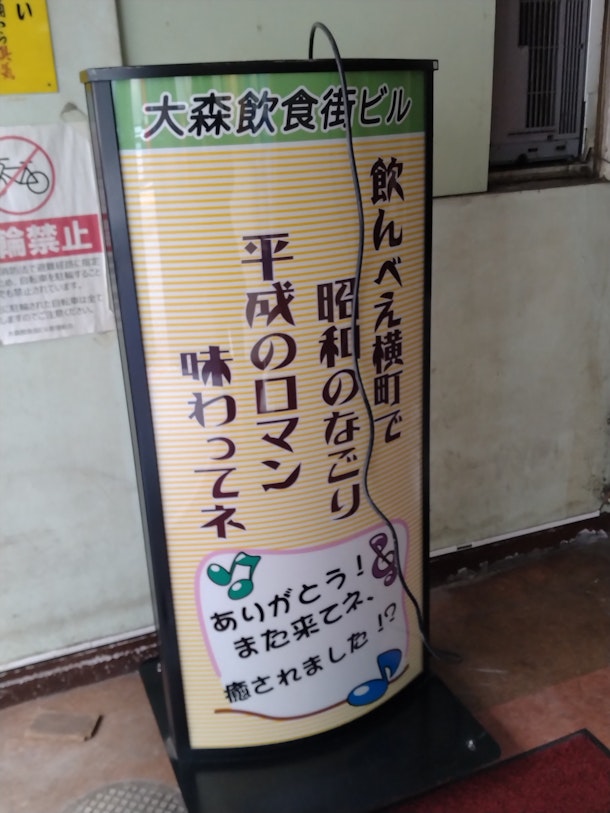 大森飲食街ビル
飲んべえ横町で
昭和のなごり
平成のロマン
味わってネ
ありがとう!
また来てネ、
癒されました!?
輪禁止
い